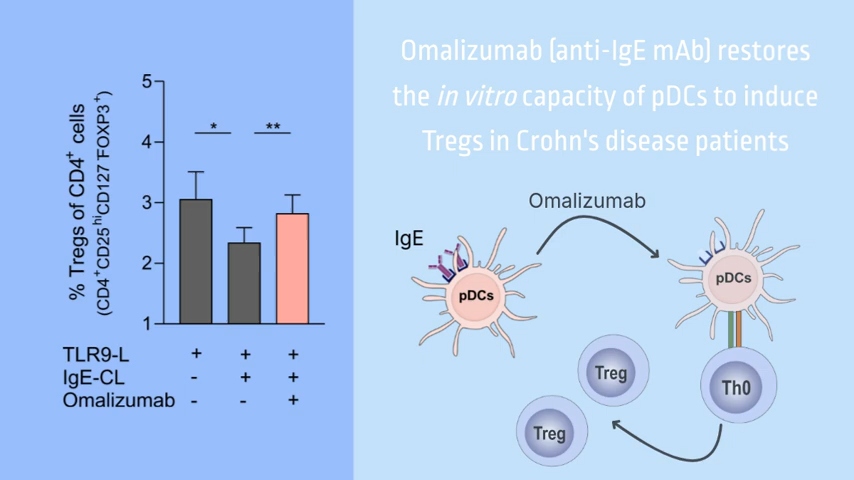 5
4
3
2
1
% Tregs of CD4+ cells
(CD4+CD25hiCD127-FOXP3+)
*
**
TLR9-L + + +
IgE-CL - + +
Omalizumab - - +
Omalizumab (anti-IgE mAb) restores
the in vitro capacity of pDCs to induce
Tregs in Crohn's disease patients
Omalizumab
IgE
pDCs
pDCs
Th0
Treg
Treg